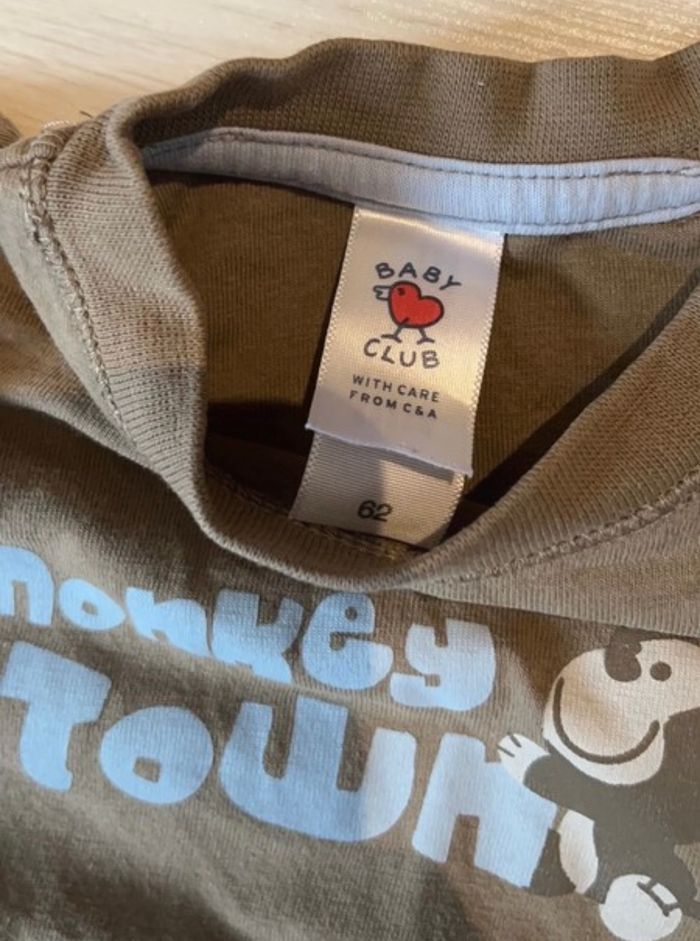 BABY
CLUB
WITH CARE
FROM C&A
62
monkey
TOWN